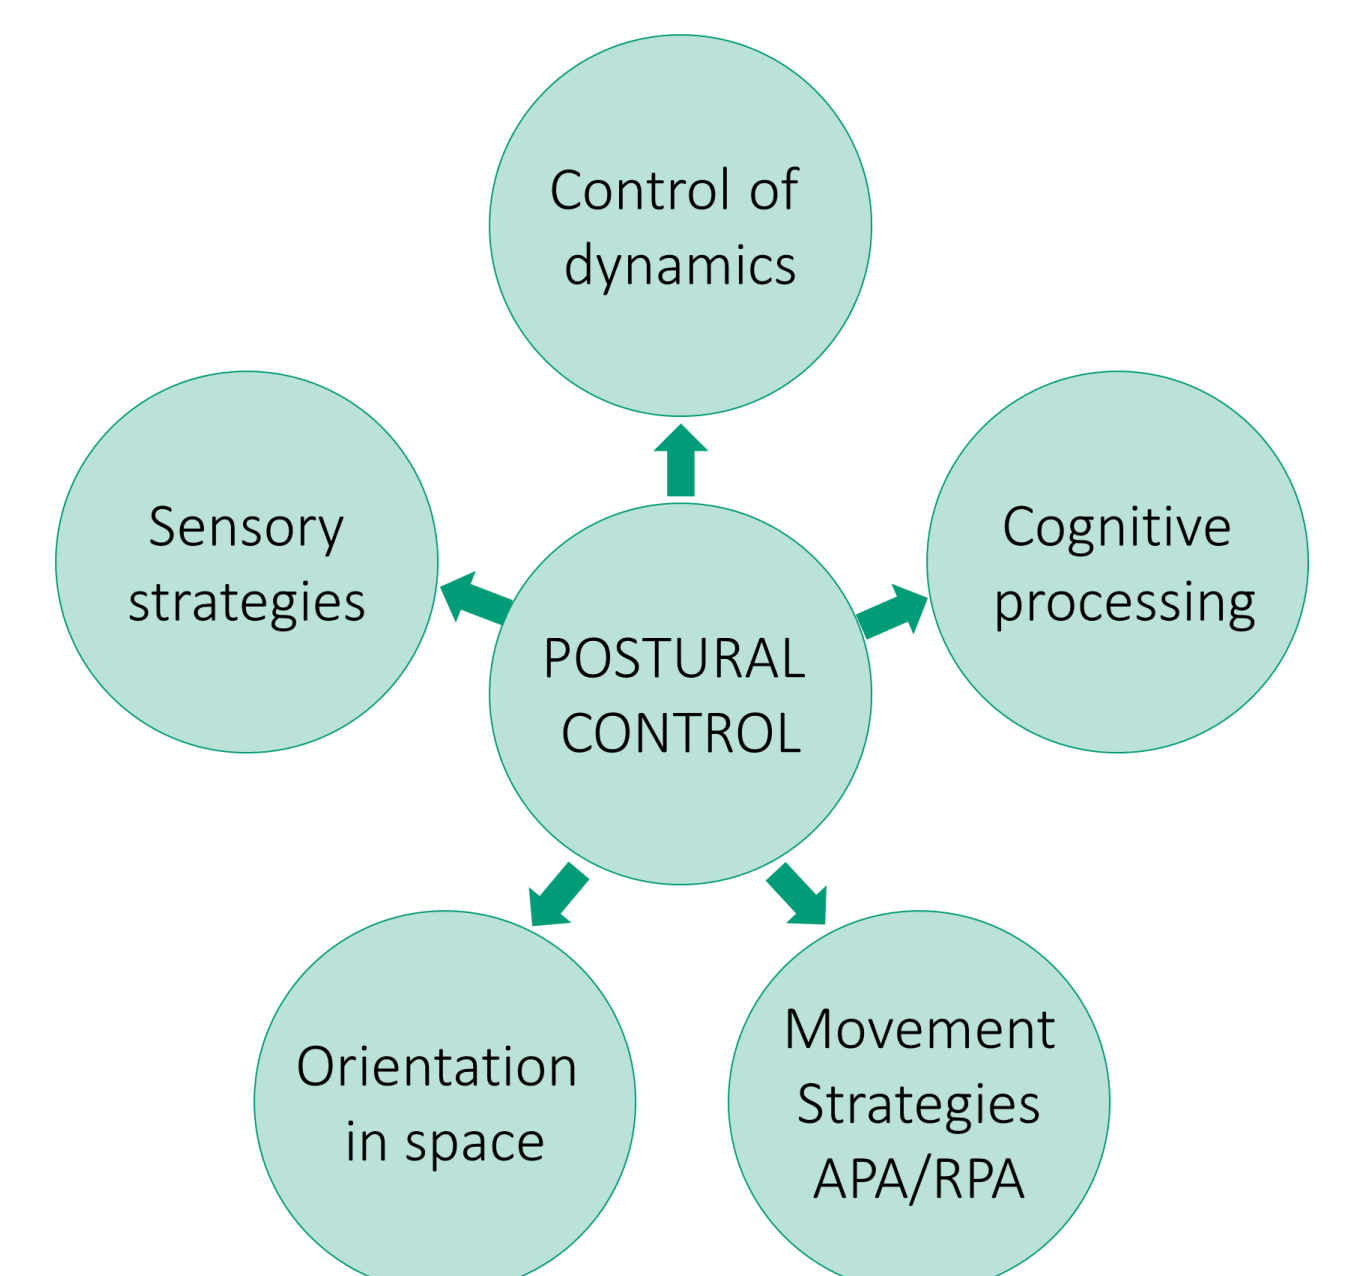 Control of
dynamics
Sensory
strategies
Cognitive
processing
POSTURAL
CONTROL
Orientation
in space
Movement
Strategies
APA/RPA